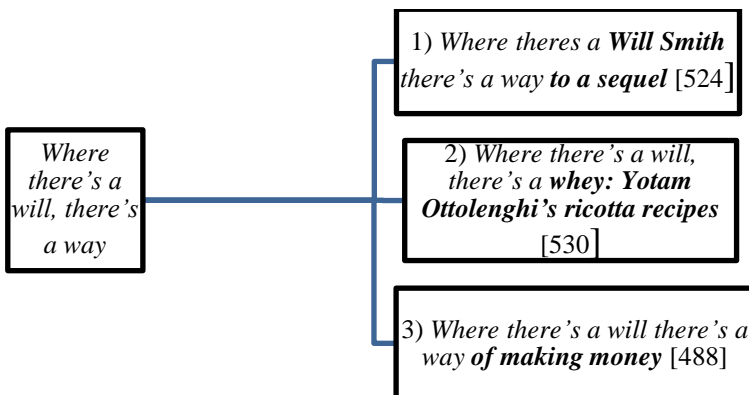 Where
there's a
will, there's
a way
1) Where theres a Will Smith
there's a way to a sequel [524]
2) Where there's a will,
there's a whey: Yotam
Ottolenghi's ricotta recipes
[530]
3) Where there's a will there's a
way of making money [488]